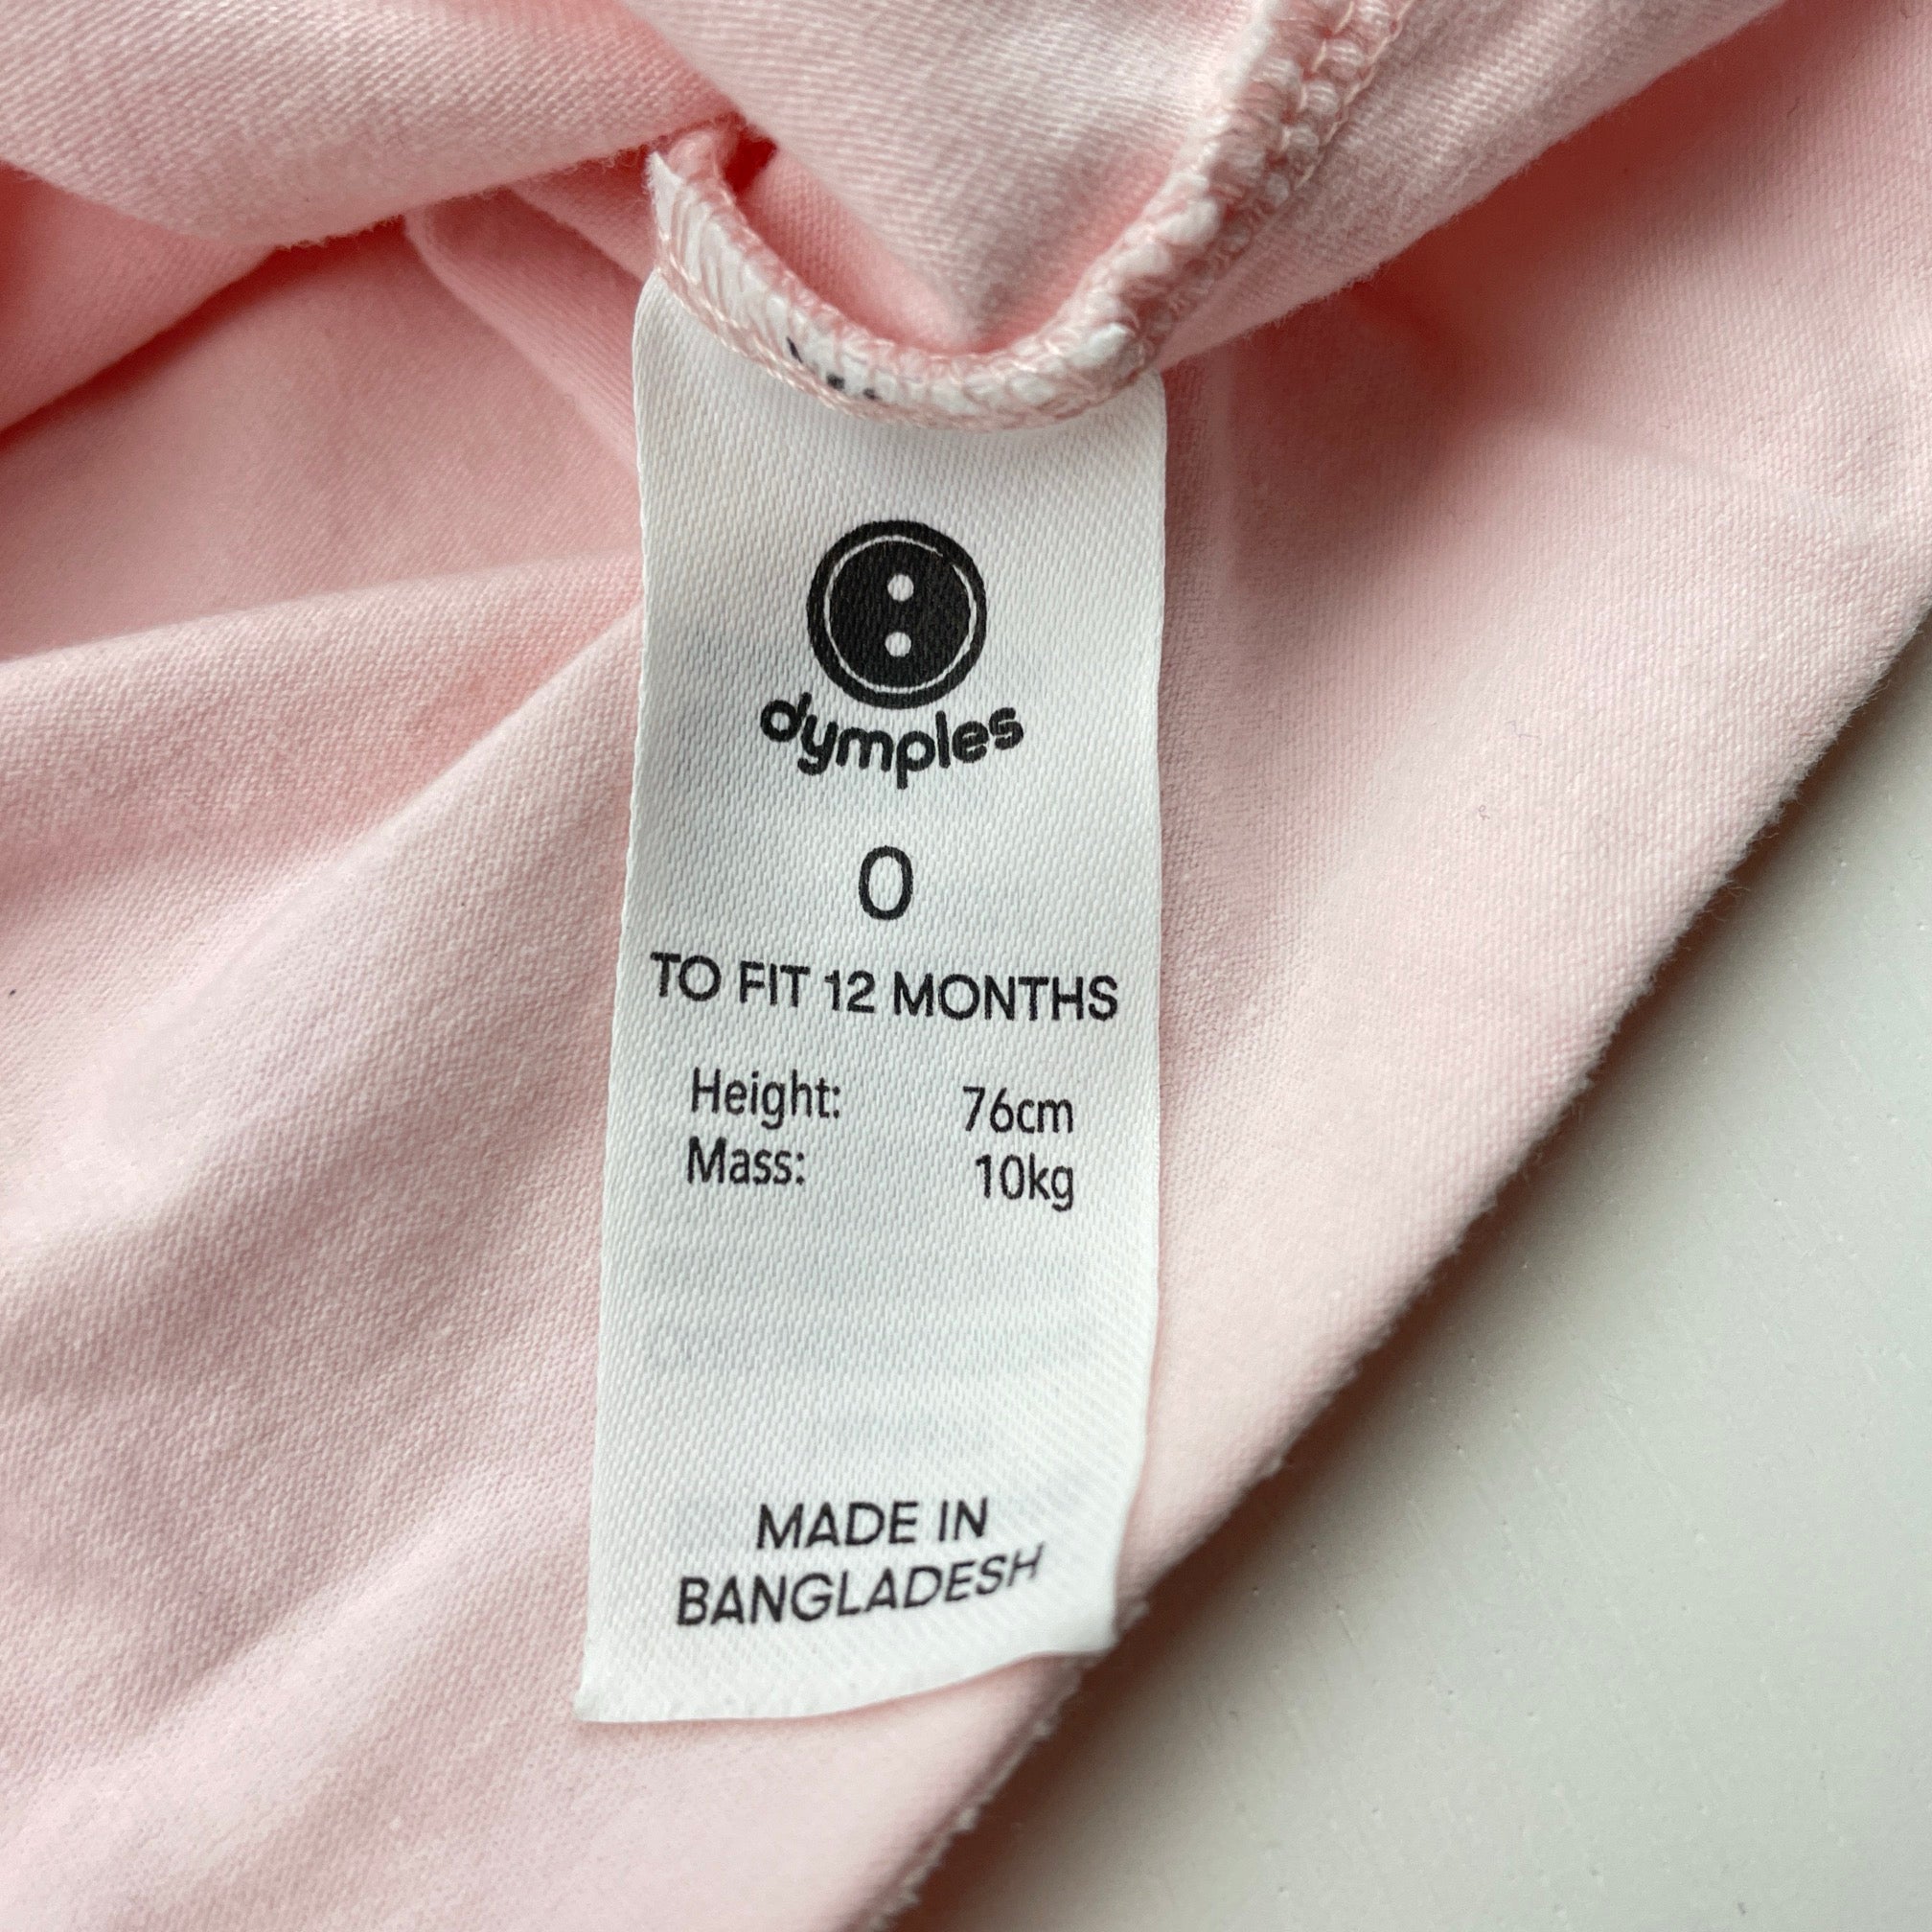 dymples
0
TO FIT 12 MONTHS
Height: 76cm
Mass: 10kg
MADE IN
BANGLADESH